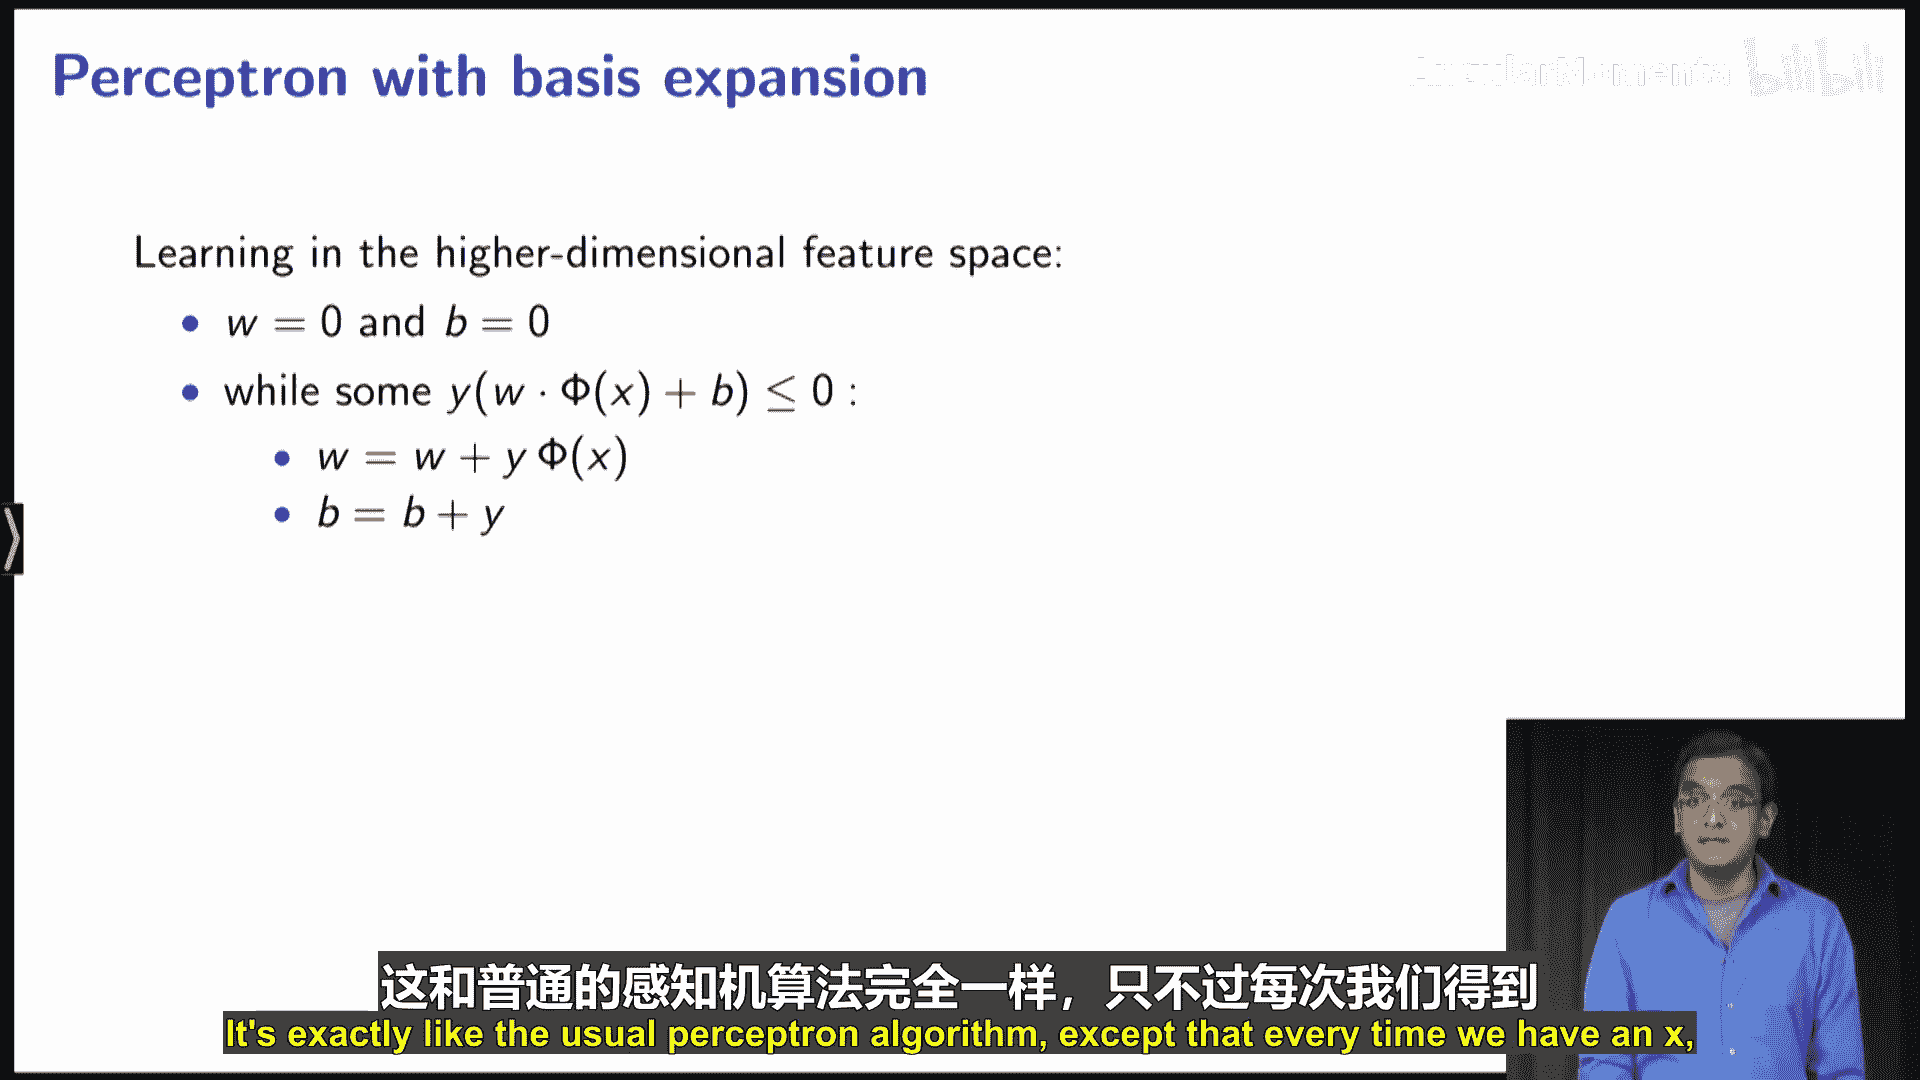 Perceptron with basis expansion
bilibili
Learning in the higher-dimensional feature space:
• w = 0 and b = 0
• while some y(w · Φ(x) + b) ≤ 0 :
• w = w + y Φ(x)
• b = b + y
这和普通的感知机算法完全一样，只不过每次我们得到
It's exactly like the usual perceptron algorithm, except that every time we have an x,